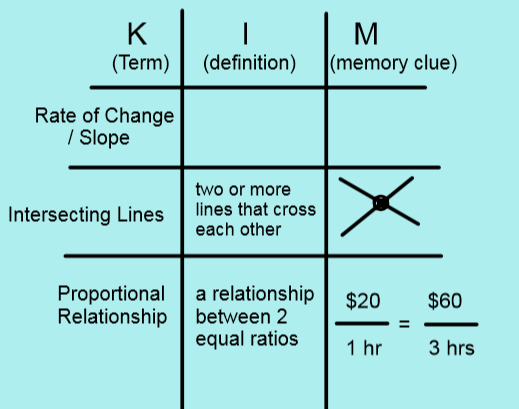 K I M
(Term) (definition) (memory clue)
Rate of Change
/ Slope
Intersecting Lines
two or more
lines that cross
each other
Proportional
Relationship
a relationship
between 2
equal ratios
$20 $60
=
1 hr 3 hrs